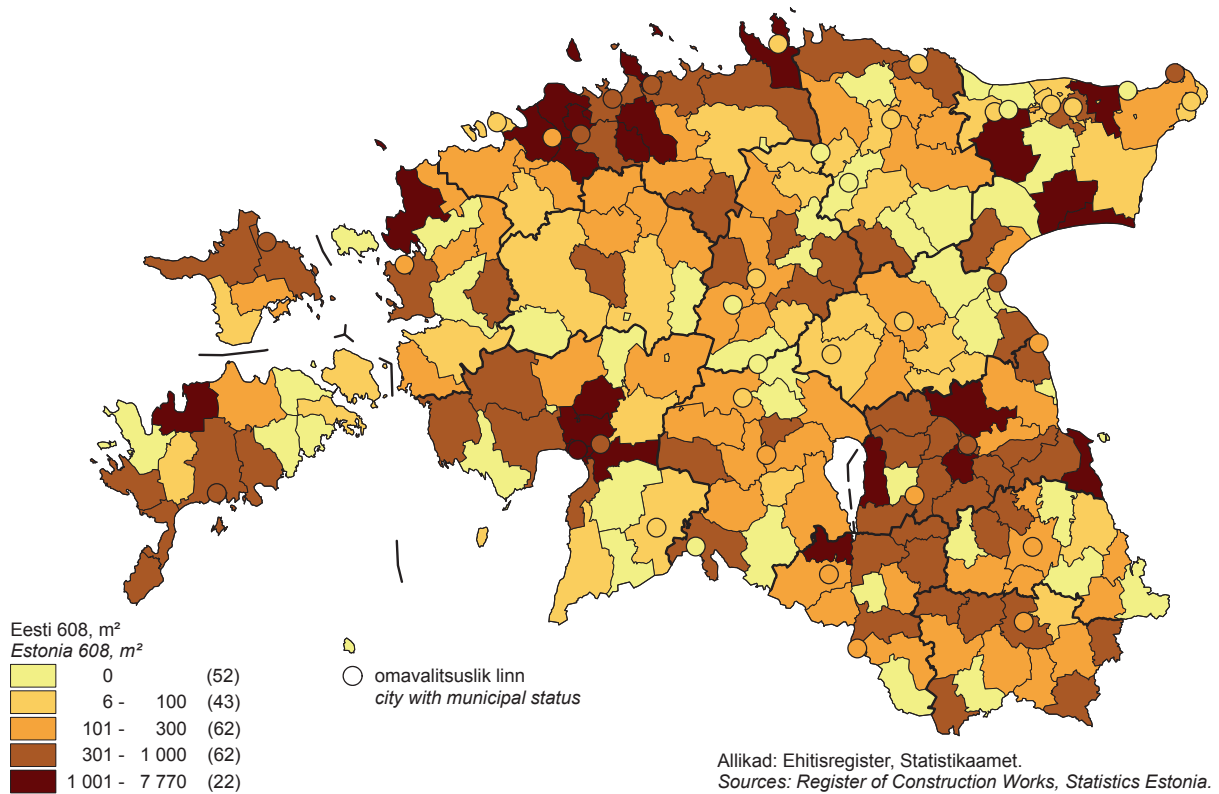 Eesti 608, m²
Estonia 608, m²
0 (52)
6 - 100 (43)
101 - 300 (62)
301 - 1 000 (62)
1 001 - 7 770 (22)
omavalitsuslik linn
city with municipal status
Allikad: Ehitisregister, Statistikaamet.
Sources: Register of Construction Works, Statistics Estonia.